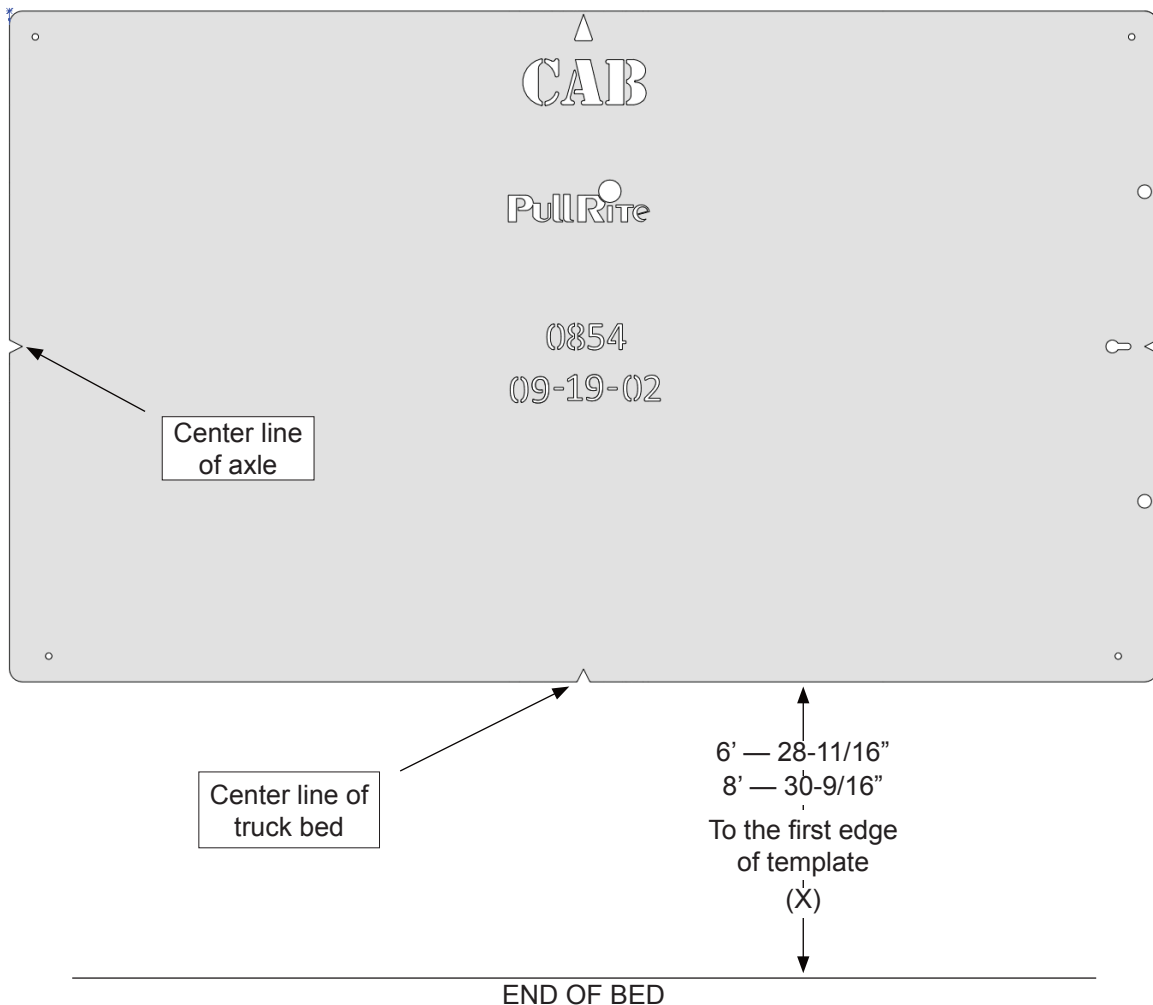 CAB
PullRite
0854
09-19-02
Center line
of axle
Center line of
truck bed
6’ — 28-11/16”
8’ — 30-9/16”
To the first edge
of template
(X)
END OF BED